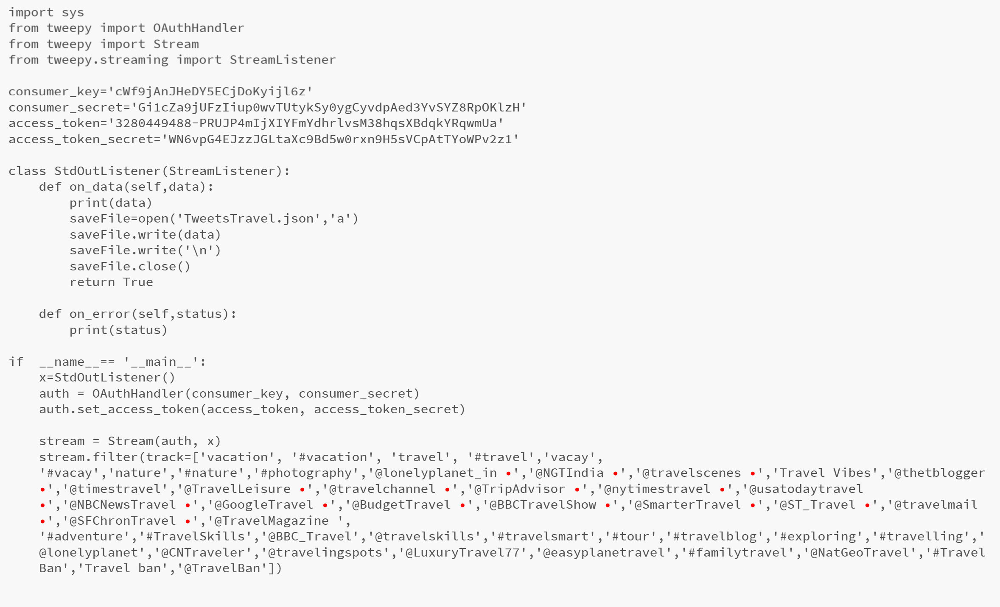 import sys
from tweepy import OAuthHandler
from tweepy import Stream
from tweepy.streaming import StreamListener
consumer_key='cWf9jAnJHeDY5ECjDoKyijl6z'
consumer_secret='Gi1cZa9jUFzIiup0wvTUtykSy0ygCyvdpAed3YvSYZ8RpOKlzH'
access_token='3280449488-PRUJP4mIjXIYFmYdhrlvsM38hqsXBdqkYRqwmUa'
access_token_secret='WN6vpG4EJzzJGLtaXc9Bd5w0rxn9H5sVCpAtTYoWPv2z1'
class StdOutListener(StreamListener):
    def on_data(self,data):
        print(data)
        saveFile=open('TweetsTravel.json','a')
        saveFile.write(data)
        saveFile.write('\n')
        saveFile.close()
        return True
    def on_error(self,status):
        print(status)
if  __name__== '__main__':
    x=StdOutListener()
    auth = OAuthHandler(consumer_key, consumer_secret)
    auth.set_access_token(access_token, access_token_secret)
    stream = Stream(auth, x)
    stream.filter(track=['vacation', '#vacation', 'travel', '#travel','vacay',
    '#vacay','nature','#nature','#photography','@lonelyplanet_in •','@NGTIndia •','@travelscenes •','Travel Vibes','@thetblogger
    •','@timestravel','@TravelLeisure •','@travelchannel •','@TripAdvisor •','@nytimestravel •','@usatodaytravel
    •','@NBCNewsTravel •','@GoogleTravel •','@BudgetTravel •','@BBCTravelShow •','@SmarterTravel •','@ST_Travel •','@travelmail
    •','@SFChronTravel •','@TravelMagazine ',
    '#adventure','#TravelSkills','@BBC_Travel','@travelskills','#travelsmart','#tour','#travelblog','#exploring','#travelling','
    @lonelyplanet','@CNTraveler','@travelingspots','@LuxuryTravel77','@easyplanetravel','#familytravel','@NatGeoTravel','#Travel
    Ban','Travel ban','@TravelBan'])